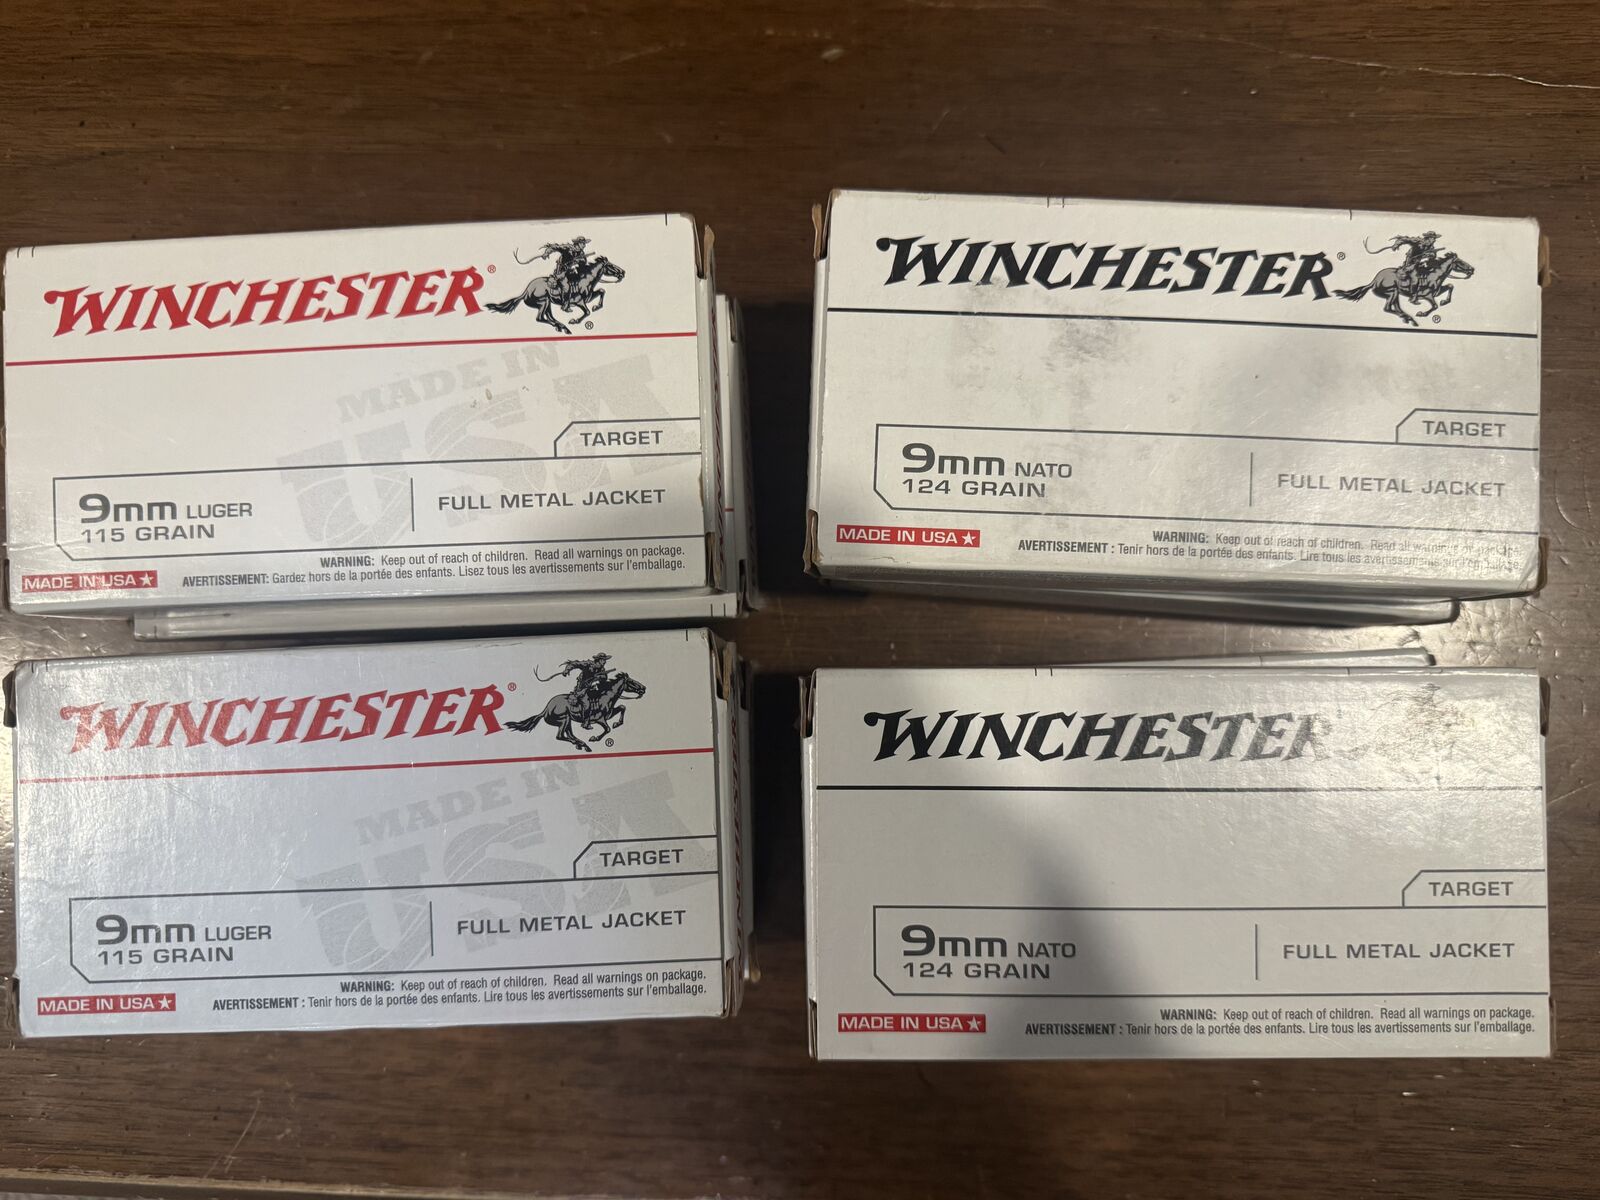 WINCHESTER®
®
MADE IN
USA
TARGET
9mm LUGER
115 GRAIN
FULL METAL JACKET
WARNING: Keep out of reach of children. Read all warnings on package.
MADE IN USA
AVERTISSEMENT: Gardez hors de la portée des enfants. Lisez tous les avertissements sur l'emballage.
WINCHESTER®
®
TARGET
9mm NATO
124 GRAIN
FULL METAL JACKET
MADE IN USA
WARNING: Keep out of reach of children. Read all warnings on package.
AVERTISSEMENT : Tenir hors de la portée des enfants. Lire tous les avertissements sur l'emballage.
WINCHESTER®
®
MADE IN
USA
TARGET
9mm LUGER
115 GRAIN
FULL METAL JACKET
WARNING: Keep out of reach of children. Read all warnings on package.
MADE IN USA
AVERTISSEMENT : Tenir hors de la portée des enfants. Lire tous les avertissements sur l'emballage.
WINCHESTER
TARGET
9mm NATO
124 GRAIN
FULL METAL JACKET
WARNING: Keep out of reach of children. Read all warnings on package.
MADE IN USA
AVERTISSEMENT : Tenir hors de la portée des enfants. Lire tous les avertissements sur l'emballage.